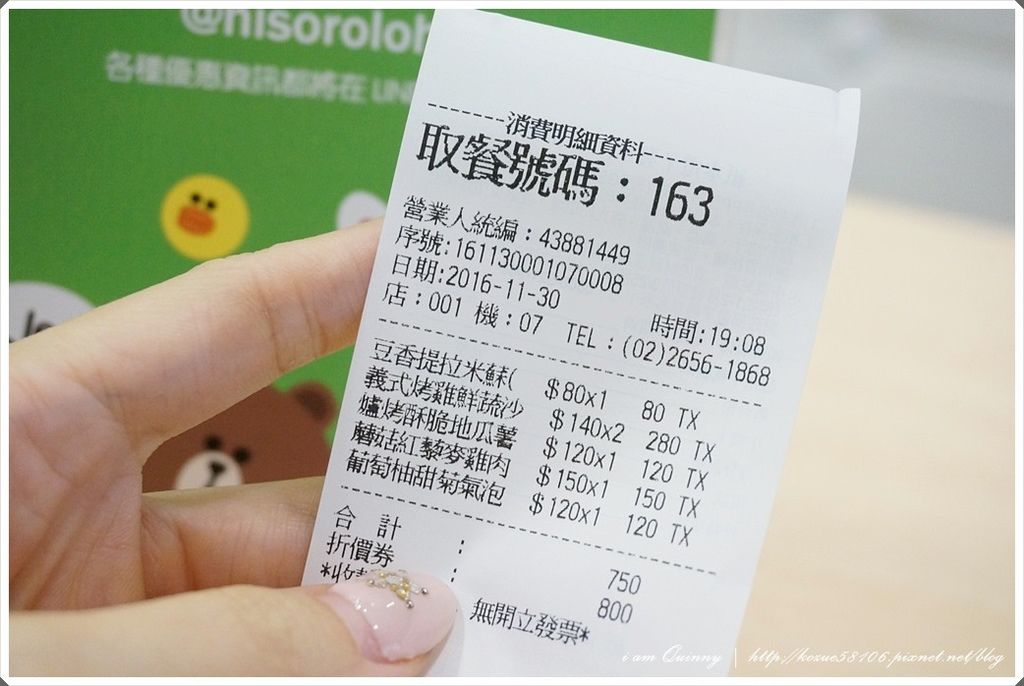 @hisoroloh
各種優惠資訊都將在 LIN
消費明細資料
取餐號碼：163
營業人統編：43881449
序號:161130001070008
日期:2016-11-30 時間:19:08
店：001 機：07 TEL：(02)2656-1868
豆香提拉米蘇( $80x1 80 TX
義式烤雞鮮蔬沙 $140x2 280 TX
爐烤酥脆地瓜薯 $120x1 120 TX
蘑菇紅藜麥雞肉 $150x1 150 TX
葡萄柚甜菊氣泡 $120x1 120 TX
合 計 ： 750
折價券 ： 800
*收 無開立發票*
i am Quinny | http://kozue58106.pixnet.net/blog